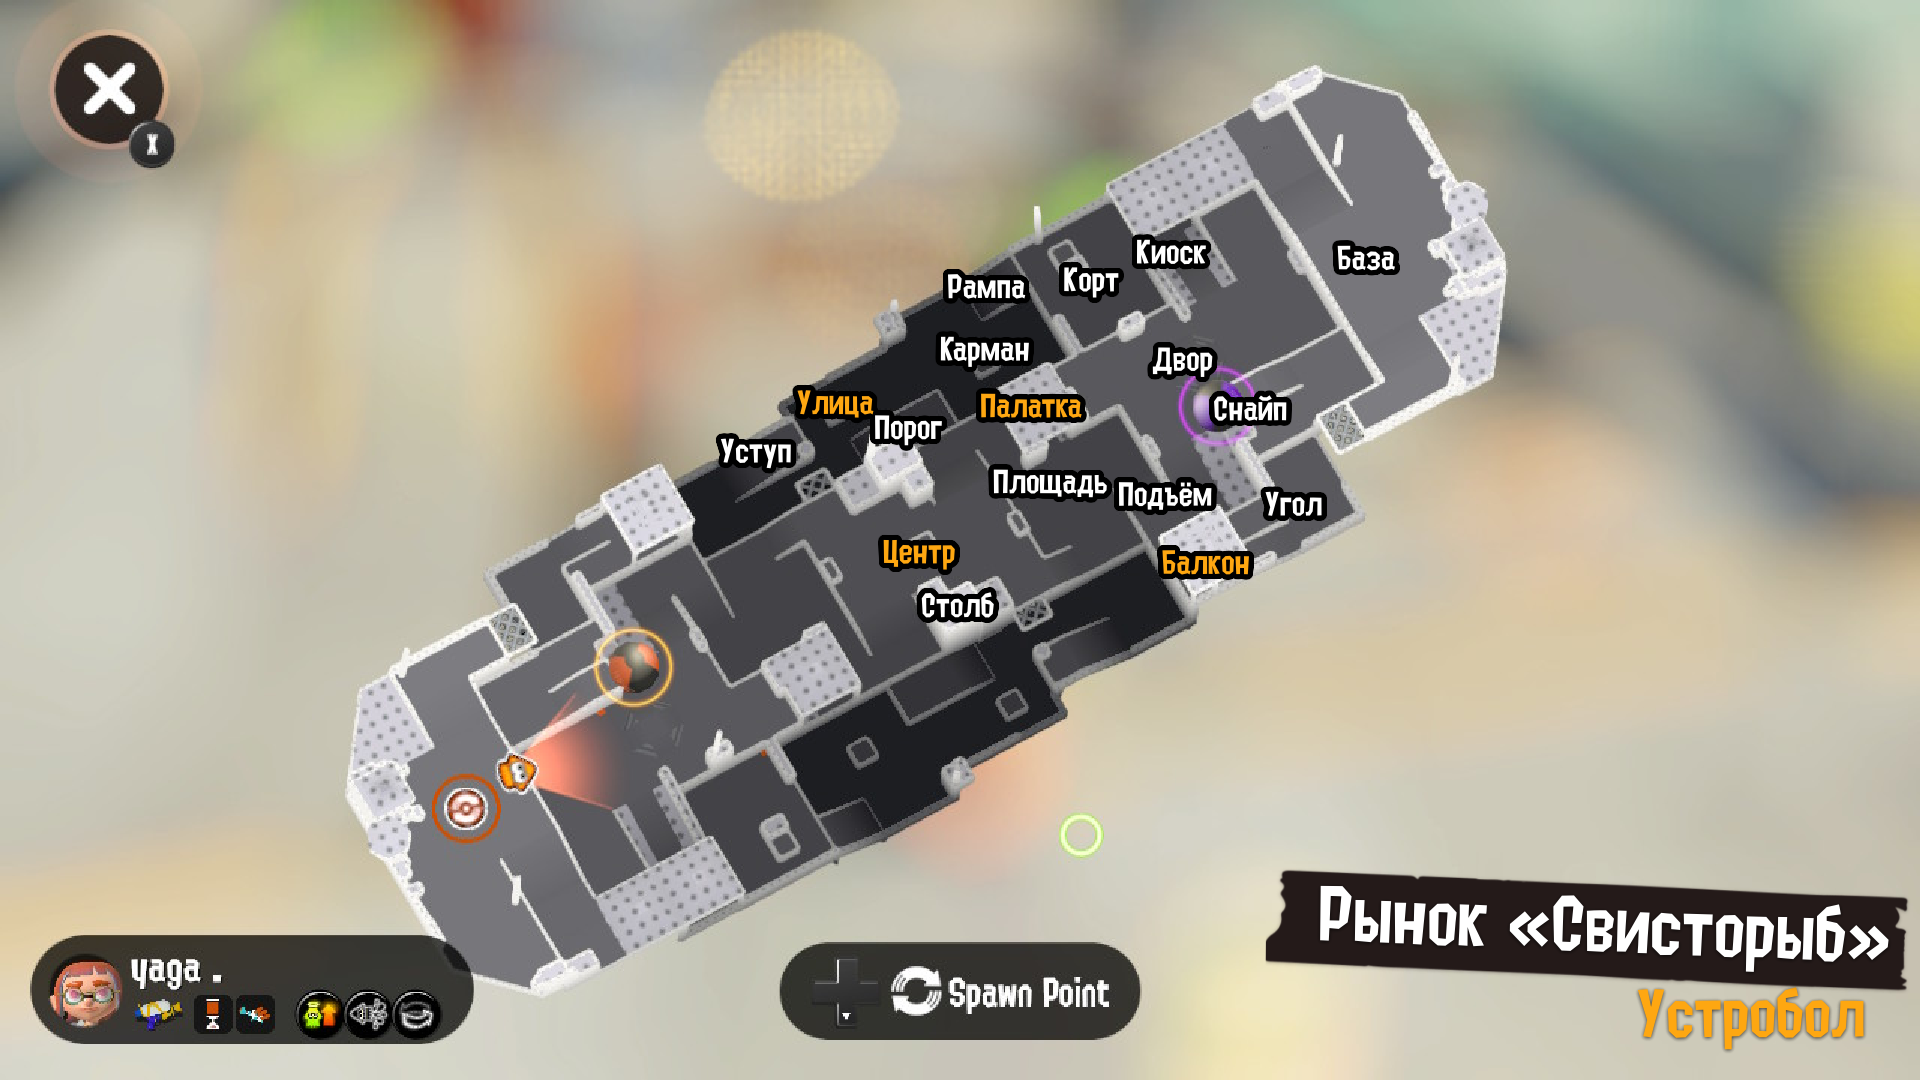 X
Киоск
База
Рампа
Корт
Карман
Двор
Улица
Палатка
Снайп
Порог
Уступ
Площадь
Подъём
Угол
Центр
Балкон
Столб
Рынок «Свисторыб»
Устробол
yaga .
Spawn Point